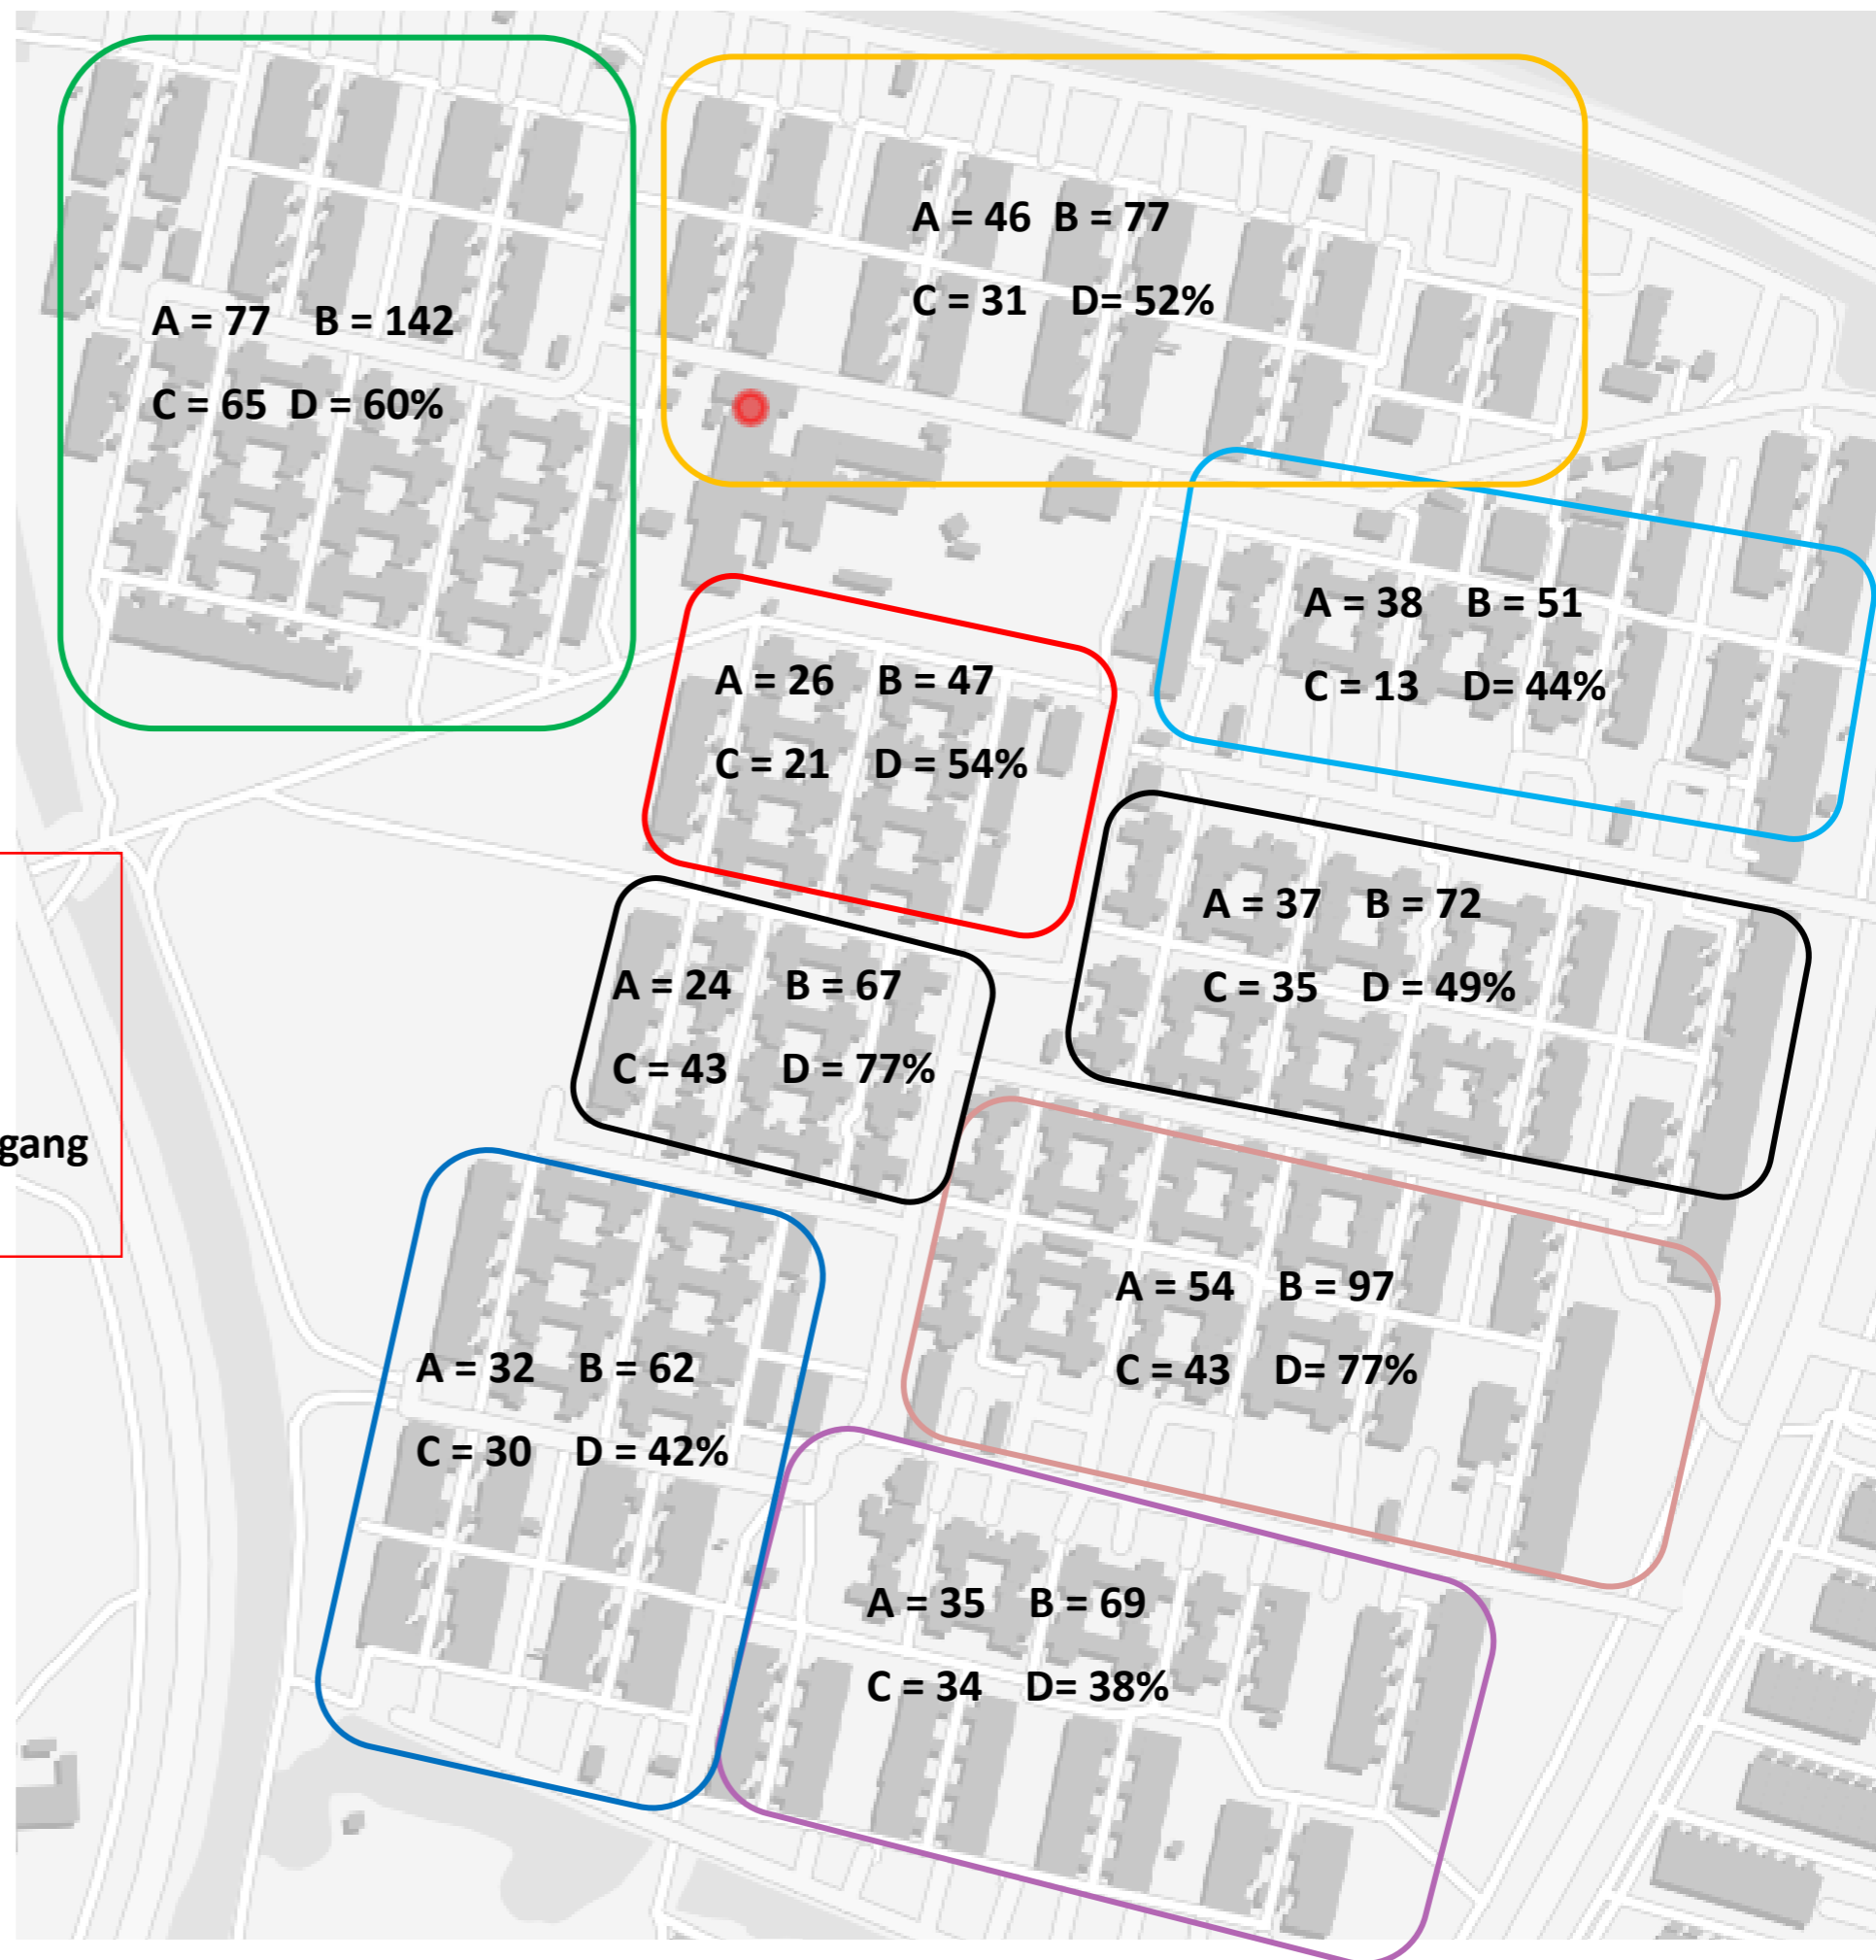 A = 46 B = 77
C = 31 D= 52%
A = 77 B = 142
C = 65 D = 60%
A = 38 B = 51
C = 13 D= 44%
A = 26 B = 47
C = 21 D = 54%
A = 37 B = 72
C = 35 D = 49%
A = 24 B = 67
C = 43 D = 77%
gang
A = 54 B = 97
C = 43 D= 77%
A = 32 B = 62
C = 30 D = 42%
A = 35 B = 69
C = 34 D= 38%